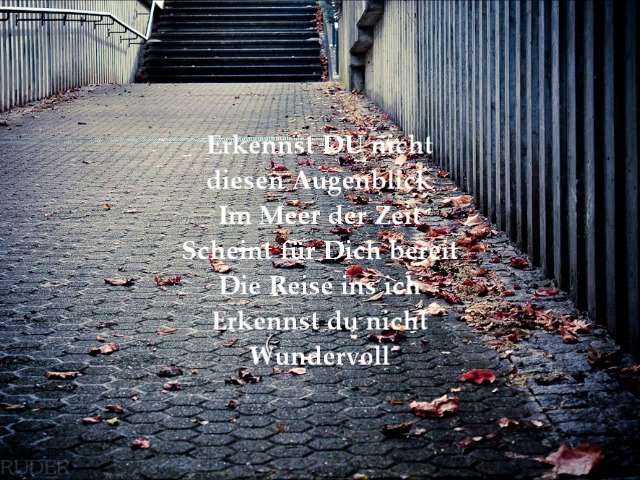 Erkennst DU nicht
diesen Augenblick
Im Meer der Zeit
Scheint für Dich bereit
Die Reise ins ich
Erkennst du nicht
Wundervoll
RUDER